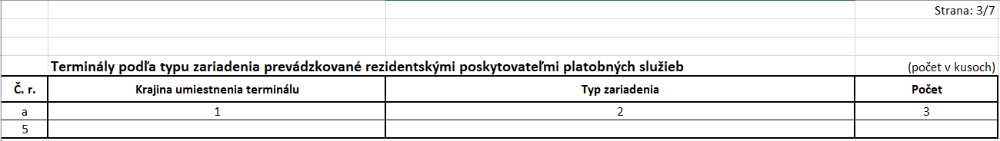 Strana: 3/7
Terminály podľa typu zariadenia prevádzkované rezidentskými poskytovateľmi platobných služieb (počet v kusoch)
Č. r. Krajina umiestnenia terminálu Typ zariadenia Počet
a 1 2 3
5